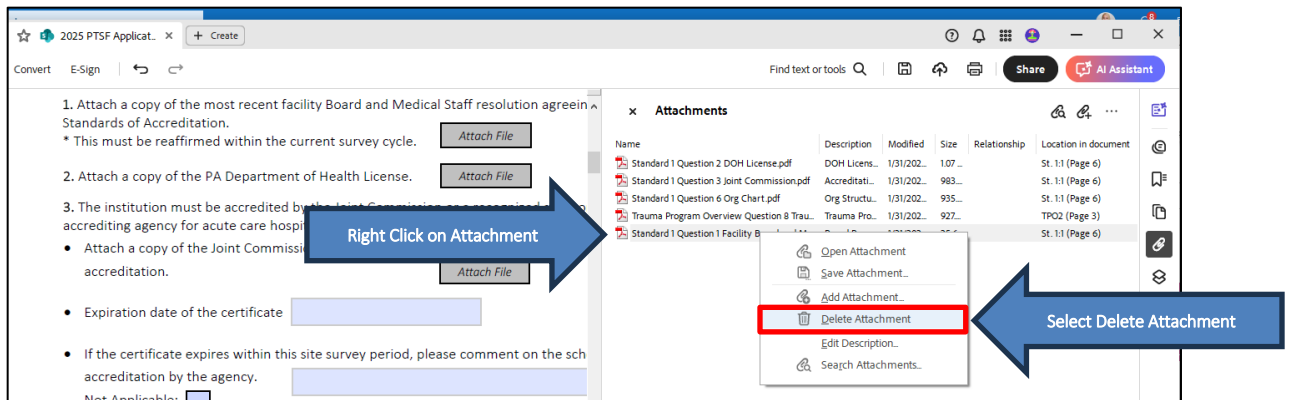 2025 PTSF Applicat..
+ Create
8
Convert E-Sign
Find text or tools
Share
AI Assistant
1. Attach a copy of the most recent facility Board and Medical Staff resolution agreein
Standards of Accreditation.
* This must be reaffirmed within the current survey cycle.
Attach File
2. Attach a copy of the PA Department of Health License.
Attach File
3. The institution must be accredited by the Joint Commission or a recognized
accrediting agency for acute care hospi
Right Click on Attachment
• Attach a copy of the Joint Commiss
accreditation.
Attach File
• Expiration date of the certificate
• If the certificate expires within this site survey period, please comment on the sch
accreditation by the agency.
Not Applicable:
× Attachments
Name Description Modified Size Relationship Location in document
Standard 1 Question 2 DOH License.pdf DOH Licens... 1/31/202... 1.07 ... St. 1:1 (Page 6)
Standard 1 Question 3 Joint Commission.pdf Accreditati... 1/31/202... 983... St. 1:1 (Page 6)
Standard 1 Question 6 Org Chart.pdf Org Structu... 1/31/202... 935... St. 1:1 (Page 6)
Trauma Program Overview Question 8 Trau... Trauma Pro... 1/31/202... 927... TPO2 (Page 3)
Standard 1 Question 1 Facility St. 1:1 (Page 6)
Open Attachment
Save Attachment...
Add Attachment...
Delete Attachment
Edit Description...
Search Attachments...
Select Delete Attachment